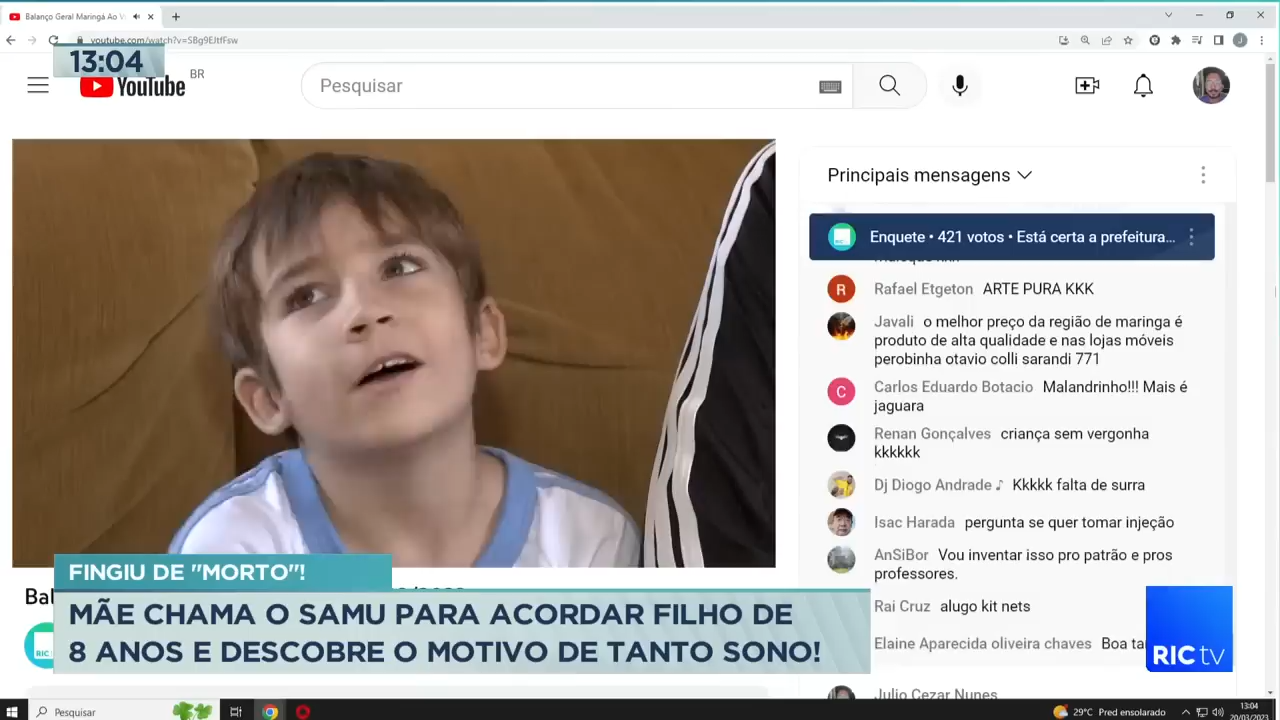 Balanço Geral Maringá Ao V
youtube.com/watch?v=SBg9EJtfFsw
13:04
YouTube
BR
Pesquisar
Principais mensagens
Enquete • 421 votos • Está certa a prefeitura...
Rafael Etgeton ARTE PURA KKK
Javali o melhor preço da região de maringa é
produto de alta qualidade e nas lojas móveis
perobinha otavio colli sarandi 771
Carlos Eduardo Botacio Malandrinho!!! Mais é
jaguara
Renan Gonçalves criança sem vergonha
kkkkkk
Dj Diogo Andrade ♪ Kkkkk falta de surra
Isac Harada pergunta se quer tomar injeção
AnSiBor Vou inventar isso pro patrão e pros
professores.
Rai Cruz alugo kit nets
Elaine Aparecida oliveira chaves Boa ta
Julio Cezar Nunes
FINGIU DE "MORTO"!
Bal
MÃE CHAMA O SAMU PARA ACORDAR FILHO DE
8 ANOS E DESCOBRE O MOTIVO DE TANTO SONO!
RIC
RIC tv
Pesquisar
29°C Pred ensolarado
13:04
20/03/2023